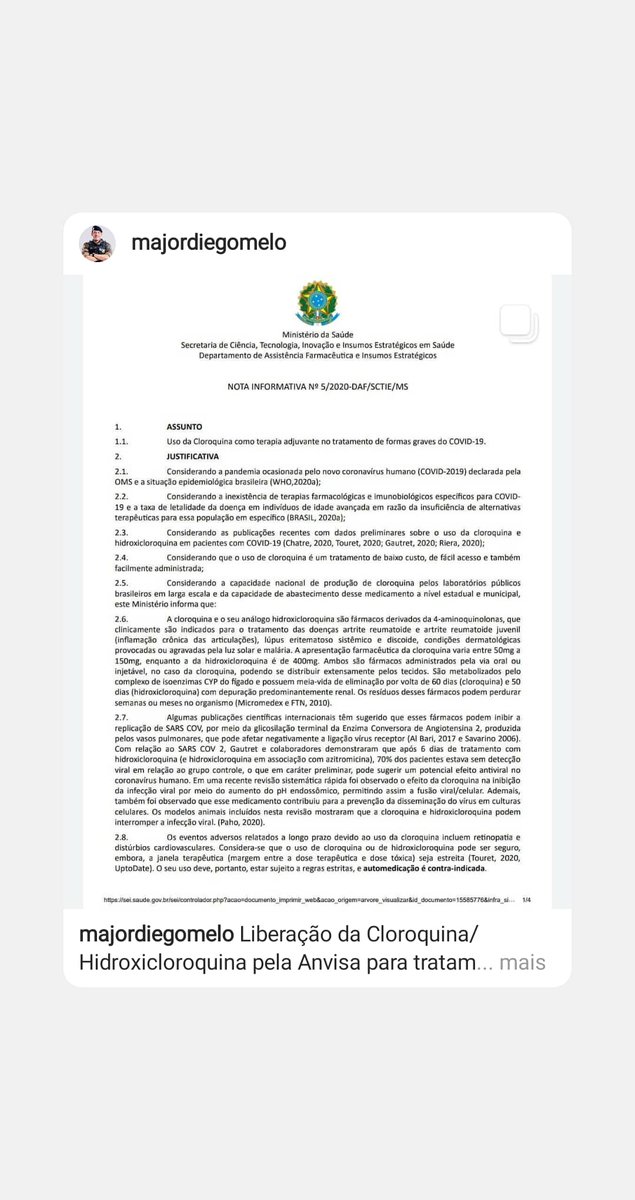 majordiegomelo
Ministério da Saúde
Secretaria de Ciência, Tecnologia, Inovação e Insumos Estratégicos em Saúde
Departamento de Assistência Farmacêutica e Insumos Estratégicos
NOTA INFORMATIVA Nº 5/2020-DAF/SCTIE/MS
1. ASSUNTO
1.1. Uso da Cloroquina como terapia adjuvante no tratamento de formas graves do COVID-19.
2. JUSTIFICATIVA
2.1. Considerando a pandemia ocasionada pelo novo coronavírus humano (COVID-2019) declarada pela
OMS e a situação epidemiológica brasileira (WHO,2020a);
2.2. Considerando a inexistência de terapias farmacológicas e imunobiológicos específicos para COVID-
19 e a taxa de letalidade da doença em indivíduos de idade avançada em razão da insuficiência de alternativas
terapêuticas para essa população em específico (BRASIL, 2020a);
2.3. Considerando as publicações recentes com dados preliminares sobre o uso da cloroquina e
hidroxicloroquina em pacientes com COVID-19 (Chatre, 2020, Touret, 2020; Gautret, 2020; Riera, 2020);
2.4. Considerando que o uso de cloroquina é um tratamento de baixo custo, de fácil acesso e também
facilmente administrada;
2.5. Considerando a capacidade nacional de produção de cloroquina pelos laboratórios públicos
brasileiros em larga escala e da capacidade de abastecimento desse medicamento a nível estadual e municipal,
este Ministério informa que:
2.6. A cloroquina e o seu análogo hidroxicloroquina são fármacos derivados da 4-aminoquinolonas, que
clinicamente são indicados para o tratamento das doenças artrite reumatoide e artrite reumatoide juvenil
(inflamação crônica das articulações), lúpus eritematoso sistêmico e discoide, condições dermatológicas
provocadas ou agravadas pela luz solar e malária. A apresentação farmacêutica da cloroquina varia entre 50mg a
150mg, enquanto a da hidroxicloroquina é de 400mg. Ambos são fármacos administrados pela via oral ou
injetável, no caso da cloroquina, podendo se distribuir extensamente pelos tecidos. São metabolizados pelo
complexo de isoenzimas CYP do fígado e possuem meia-vida de eliminação por volta de 60 dias (cloroquina) e 50
dias (hidroxicloroquina) com depuração predominantemente renal. Os resíduos desses fármacos podem perdurar
semanas ou meses no organismo (Micromedex e FTN, 2010).
2.7. Algumas publicações científicas internacionais têm sugerido que esses fármacos podem inibir a
replicação de SARS COV, por meio da glicosilação terminal da Enzima Conversora de Angiotensina 2, produzida
pelos vasos pulmonares, que pode afetar negativamente a ligação vírus receptor (Al Bari, 2017 e Savarino 2006).
Com relação ao SARS COV 2, Gautret e colaboradores demonstraram que após 6 dias de tratamento com
hidroxicloroquina (e hidroxicloroquina em associação com azitromicina), 70% dos pacientes estava sem detecção
viral em relação ao grupo controle, o que em caráter preliminar, pode sugerir um potencial efeito antiviral no
coronavírus humano. Em uma recente revisão sistemática rápida foi observado o efeito da cloroquina na inibição
da infecção viral por meio do aumento do pH endossômico, permitindo assim a fusão viral/celular. Ademais,
também foi observado que esse medicamento contribuiu para a prevenção da disseminação do vírus em culturas
celulares. Os modelos animais incluídos nesta revisão mostraram que a cloroquina e hidroxicloroquina podem
interromper a infecção viral. (Paho, 2020).
2.8. Os eventos adversos relatados a longo prazo devido ao uso da cloroquina incluem retinopatia e
distúrbios cardiovasculares. Considera-se que o uso de cloroquina ou de hidroxicloroquina pode ser seguro,
embora, a janela terapêutica (margem entre a dose terapêutica e dose tóxica) seja estreita (Touret, 2020,
UptoDate). O seu uso deve, portanto, estar sujeito a regras estritas, e automedicação é contra-indicada.
https://sei.saude.gov.br/sei/controlador.php?acao=documento_imprimir_web&acao_origem=arvore_visualizar&id_documento=15585776&infra_si... 1/4
majordiegomelo Liberação da Cloroquina/
Hidroxicloroquina pela Anvisa para tratam... mais